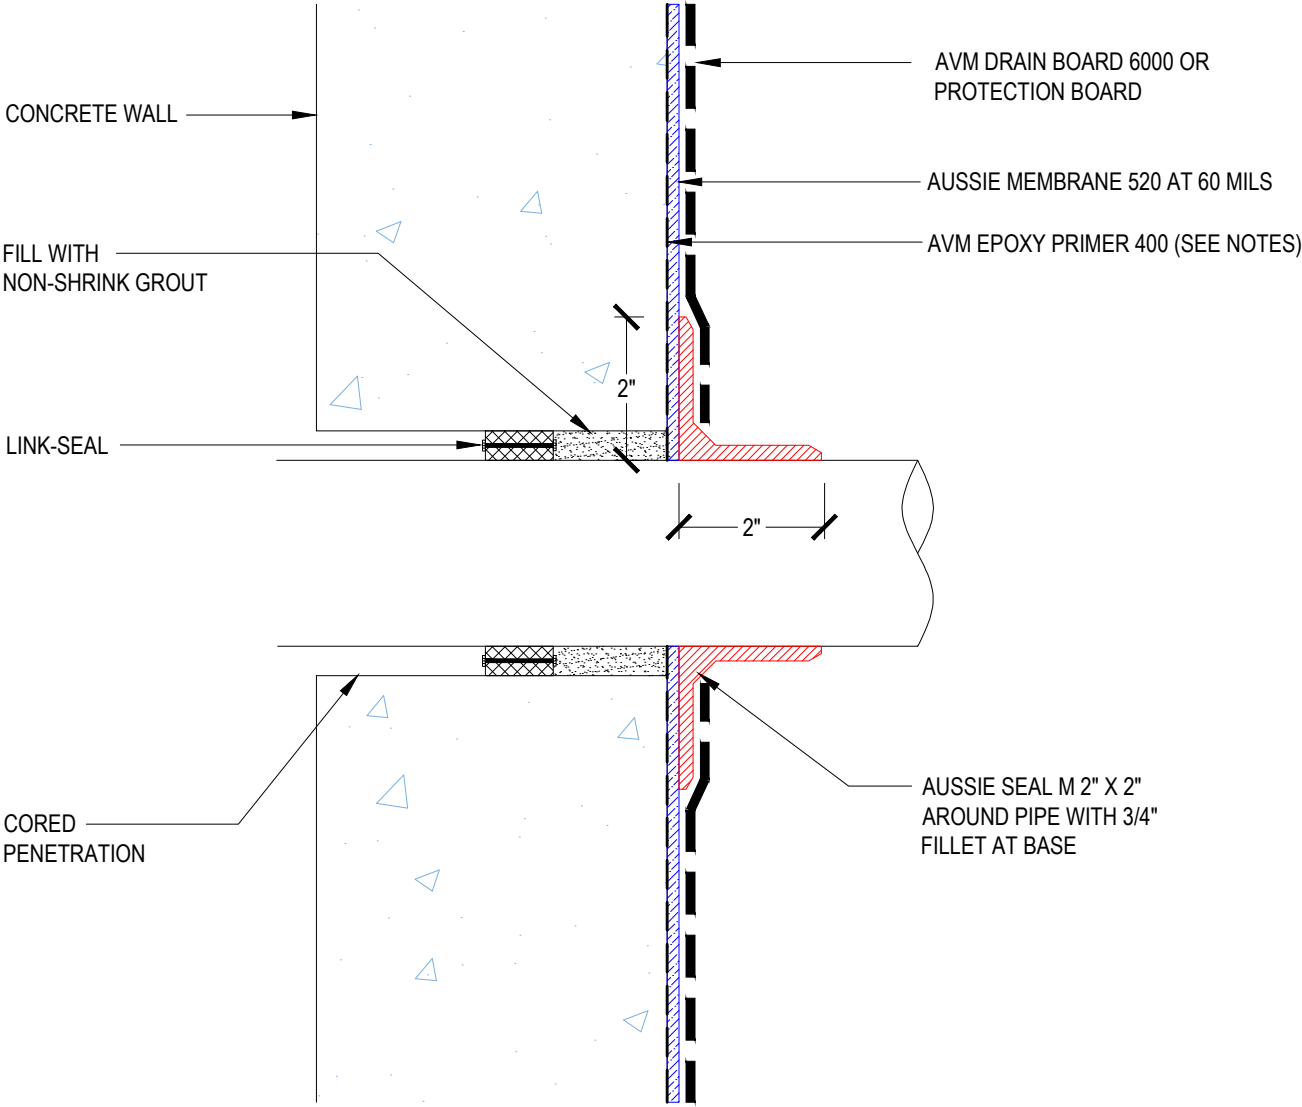 AVM DRAIN BOARD 6000 OR
PROTECTION BOARD
CONCRETE WALL
AUSSIE MEMBRANE 520 AT 60 MILS
AVM EPOXY PRIMER 400 (SEE NOTES)
FILL WITH
NON-SHRINK GROUT
2"
LINK-SEAL
2"
AUSSIE SEAL M 2" X 2"
AROUND PIPE WITH 3/4"
FILLET AT BASE
CORED
PENETRATION